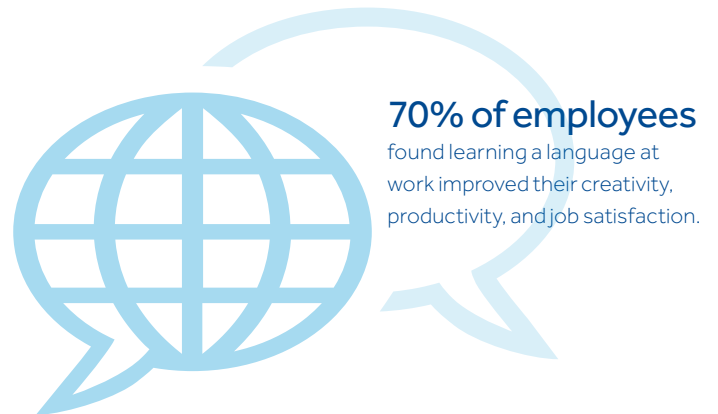 70% of employees
found learning a language at
work improved their creativity,
productivity, and job satisfaction.